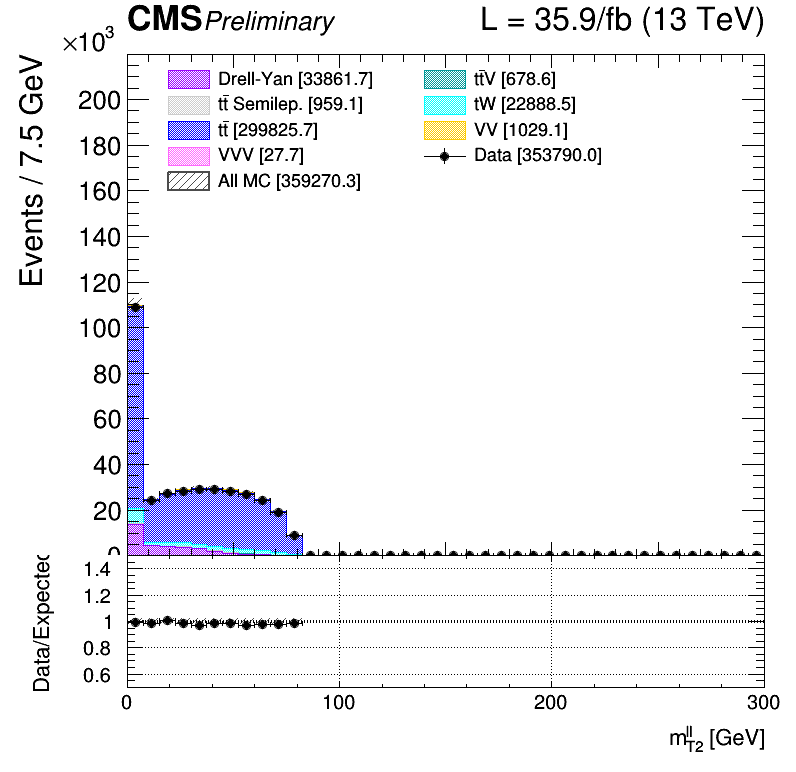 CMS Preliminary L = 35.9/fb (13 TeV)
×10³
Events / 7.5 GeV
Drell-Yan [33861.7]
tt̄ Semilep. [959.1]
tt̄ [299825.7]
VVV [27.7]
All MC [359270.3]
tt̄V [678.6]
tW [22888.5]
VV [1029.1]
Data [353790.0]
200
180
160
140
120
100
80
60
40
20
0
Data/Expected
1.4
1.2
1
0.8
0.6
0 100 200 300
m^{ll}_{T2} [GeV]